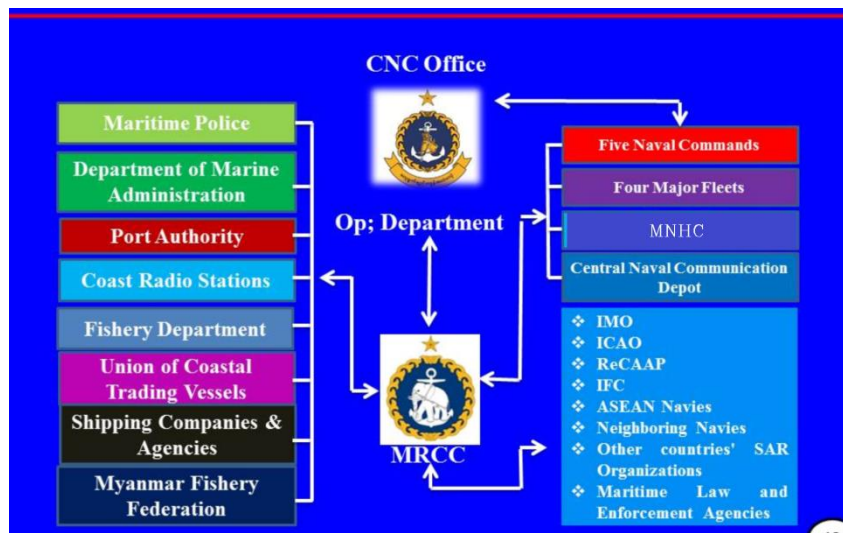 CNC Office
Maritime Police
Department of Marine
Administration
Port Authority
Coast Radio Stations
Fishery Department
Union of Coastal
Trading Vessels
Shipping Companies &
Agencies
Myanmar Fishery
Federation
Op; Department
MRCC
Five Naval Commands
Four Major Fleets
MNHC
Central Naval Communication
Depot
❖ IMO
❖ ICAO
❖ ReCAAP
❖ IFC
❖ ASEAN Navies
❖ Neighboring Navies
❖ Other countries' SAR
Organizations
❖ Maritime Law and
Enforcement Agencies